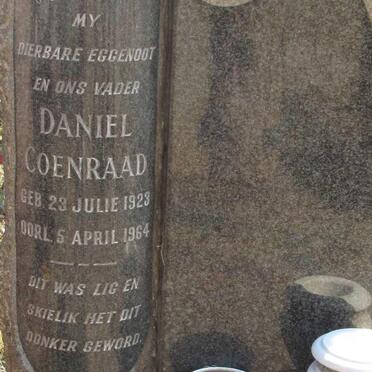 MY
DIERBARE EGGENOOT
EN ONS VADER
DANIEL
COENRAAD
GEB. 23 JULIE 1923
OORL. 5 APRIL 1964
DIT WAS LIG EN
SKIELIK HET DIT
DONKER GEWORD.